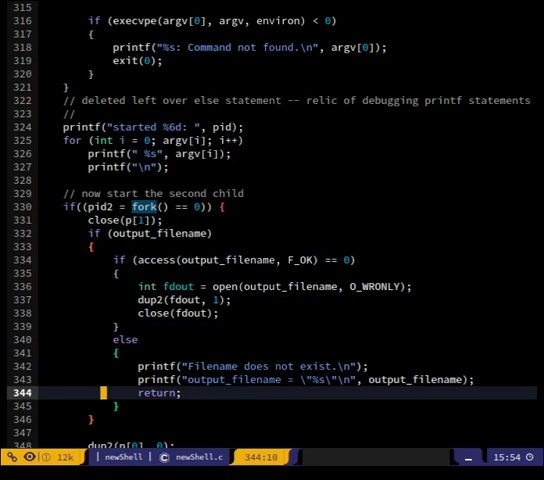 315
316 if (execvpe(argv[0], argv, environ) < 0)
317 {
318 printf("%s: Command not found.\n", argv[0]);
319 exit(0);
320 }
321 }
322 // deleted left over else statement -- relic of debugging printf statements
323 //
324 printf("started %6d: ", pid);
325 for (int i = 0; argv[i]; i++)
326 printf(" %s", argv[i]);
327 printf("\n");
328
329 // now start the second child
330 if((pid2 = fork() == 0)) {
331 close(p[1]);
332 if (output_filename)
333 {
334 if (access(output_filename, F_OK) == 0)
335 {
336 int fdout = open(output_filename, O_WRONLY);
337 dup2(fdout, 1);
338 close(fdout);
339 }
340 else
341 {
342 printf("Filename does not exist.\n");
343 printf("output_filename = \"%s\"\n", output_filename);
344 return;
345 }
346 }
347
348 dup2(p[0], 0);
12k | newShell | newShell.c 344:10 15:54